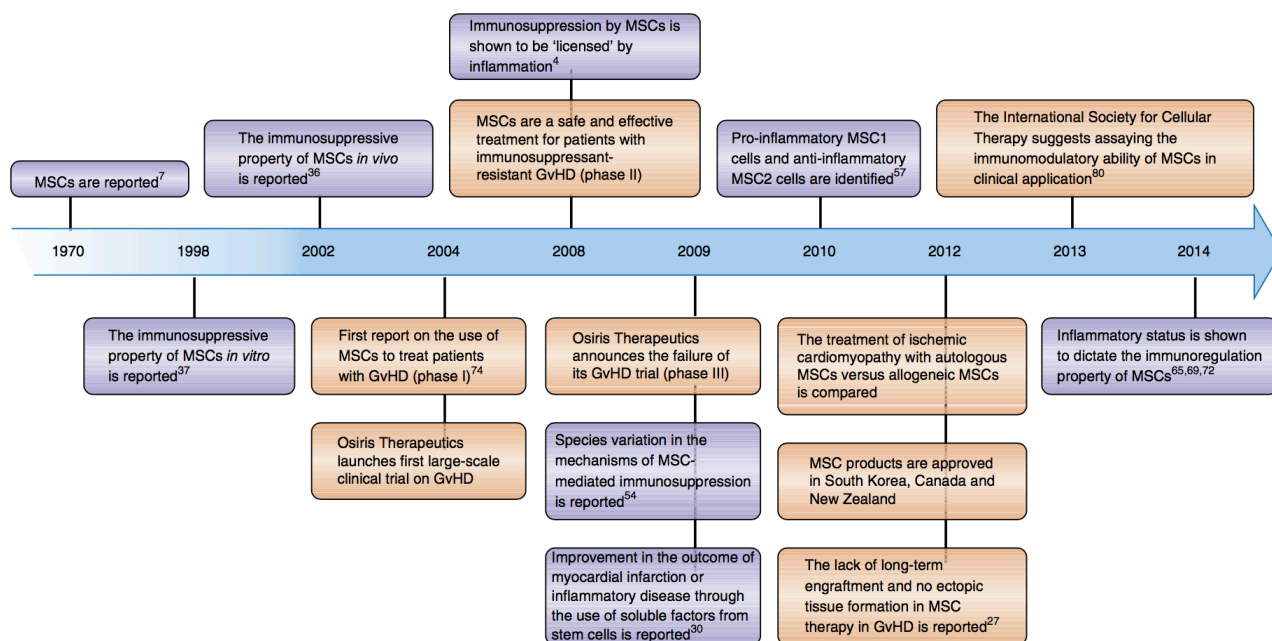 Immunosuppression by MSCs is
shown to be ‘licensed’ by
inflammation4
MSCs are a safe and effective
treatment for patients with
immunosuppressant-
resistant GvHD (phase II)
The immunosuppressive
property of MSCs in vivo
is reported36
MSCs are reported7
Pro-inflammatory MSC1
cells and anti-inflammatory
MSC2 cells are identified57
The International Society for Cellular
Therapy suggests assaying the
immunomodulatory ability of MSCs in
clinical application80
1970 1998 2002 2004 2008 2009 2010 2012 2013 2014
The immunosuppressive
property of MSCs in vitro
is reported37
First report on the use of
MSCs to treat patients
with GvHD (phase I)74
Osiris Therapeutics
launches first large-scale
clinical trial on GvHD
Osiris Therapeutics
announces the failure of
its GvHD trial (phase III)
Species variation in the
mechanisms of MSC-
mediated immunosuppression
is reported54
Improvement in the outcome of
myocardial infarction or
inflammatory disease through
the use of soluble factors from
stem cells is reported30
The treatment of ischemic
cardiomyopathy with autologous
MSCs versus allogeneic MSCs
is compared
MSC products are approved
in South Korea, Canada and
New Zealand
The lack of long-term
engraftment and no ectopic
tissue formation in MSC
therapy in GvHD is reported27
Inflammatory status is shown
to dictate the immunoregulation
property of MSCs65,69,72